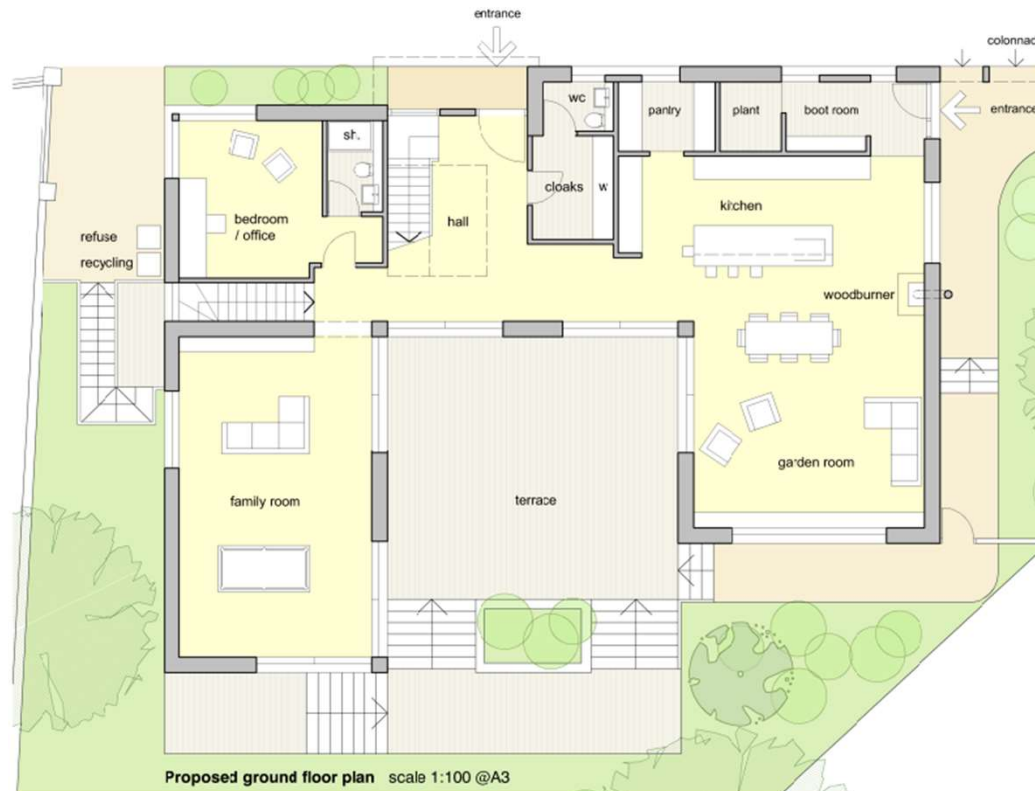 entrance
colonnad
wc
pantry
plant
boot room
entrance
sh.
cloaks
w
bedroom
/ office
hall
kitchen
refuse
recycling
woodburner
garden room
family room
terrace
Proposed ground floor plan scale 1:100 @A3